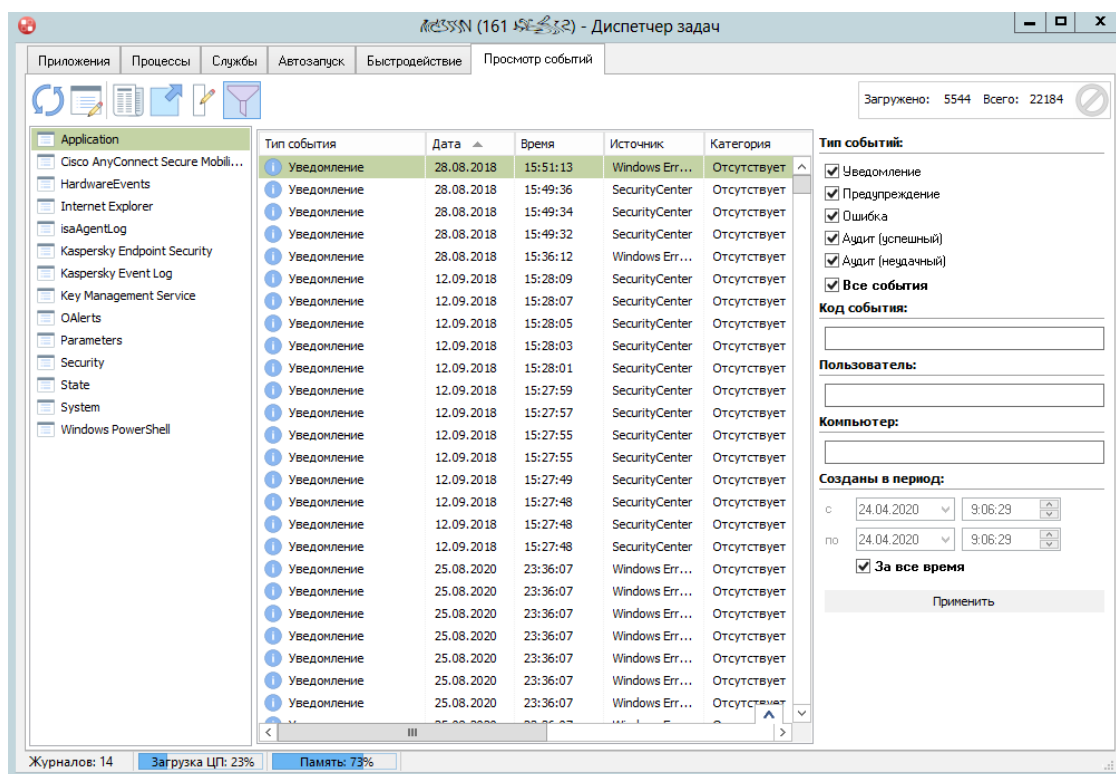 (161 - Диспетчер задач
Приложения Процессы Службы Автозапуск Быстродействие Просмотр событий
Загружено: 5544 Всего: 22184
Application
Cisco AnyConnect Secure Mobili...
HardwareEvents
Internet Explorer
isaAgentLog
Kaspersky Endpoint Security
Kaspersky Event Log
Key Management Service
OAlerts
Parameters
Security
State
System
Windows PowerShell
Тип события Дата Время Источник Категория
Уведомление 28.08.2018 15:51:13 Windows Err... Отсутствует
Уведомление 28.08.2018 15:49:36 SecurityCenter Отсутствует
Уведомление 28.08.2018 15:49:34 SecurityCenter Отсутствует
Уведомление 28.08.2018 15:49:32 SecurityCenter Отсутствует
Уведомление 28.08.2018 15:36:12 Windows Err... Отсутствует
Уведомление 12.09.2018 15:28:09 SecurityCenter Отсутствует
Уведомление 12.09.2018 15:28:07 SecurityCenter Отсутствует
Уведомление 12.09.2018 15:28:05 SecurityCenter Отсутствует
Уведомление 12.09.2018 15:28:03 SecurityCenter Отсутствует
Уведомление 12.09.2018 15:28:01 SecurityCenter Отсутствует
Уведомление 12.09.2018 15:27:59 SecurityCenter Отсутствует
Уведомление 12.09.2018 15:27:57 SecurityCenter Отсутствует
Уведомление 12.09.2018 15:27:55 SecurityCenter Отсутствует
Уведомление 12.09.2018 15:27:55 SecurityCenter Отсутствует
Уведомление 12.09.2018 15:27:49 SecurityCenter Отсутствует
Уведомление 12.09.2018 15:27:48 SecurityCenter Отсутствует
Уведомление 12.09.2018 15:27:48 SecurityCenter Отсутствует
Уведомление 12.09.2018 15:27:48 SecurityCenter Отсутствует
Уведомление 25.08.2020 23:36:07 Windows Err... Отсутствует
Уведомление 25.08.2020 23:36:07 Windows Err... Отсутствует
Уведомление 25.08.2020 23:36:07 Windows Err... Отсутствует
Уведомление 25.08.2020 23:36:07 Windows Err... Отсутствует
Уведомление 25.08.2020 23:36:07 Windows Err... Отсутствует
Уведомление 25.08.2020 23:36:07 Windows Err... Отсутствует
Уведомление 25.08.2020 23:36:07 Windows Err... Отсутствует
Тип событий:
Уведомление
Предупреждение
Ошибка
Аудит (успешный)
Аудит (неудачный)
Все события
Код события:
Пользователь:
Компьютер:
Созданы в период:
с 24.04.2020 9:06:29
по 24.04.2020 9:06:29
За все время
Применить
Журналов: 14 Загрузка ЦП: 23% Память: 73%